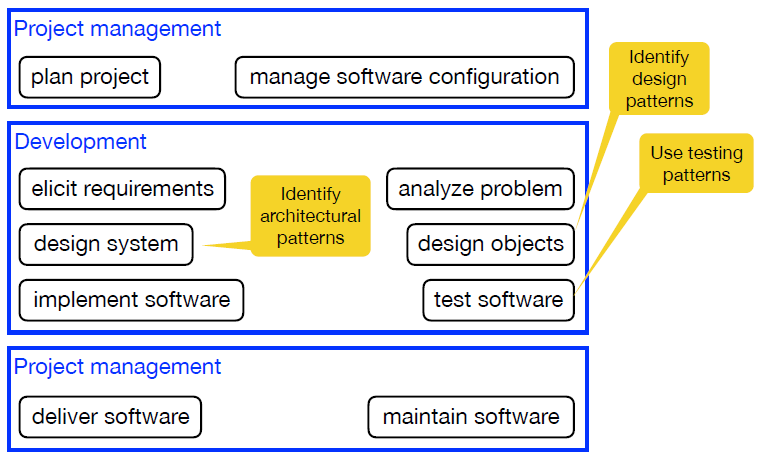 Project management
plan project
manage software configuration
Identify
design
patterns
Development
Use testing
patterns
elicit requirements
Identify
architectural
patterns
analyze problem
design system
design objects
implement software
test software
Project management
deliver software
maintain software